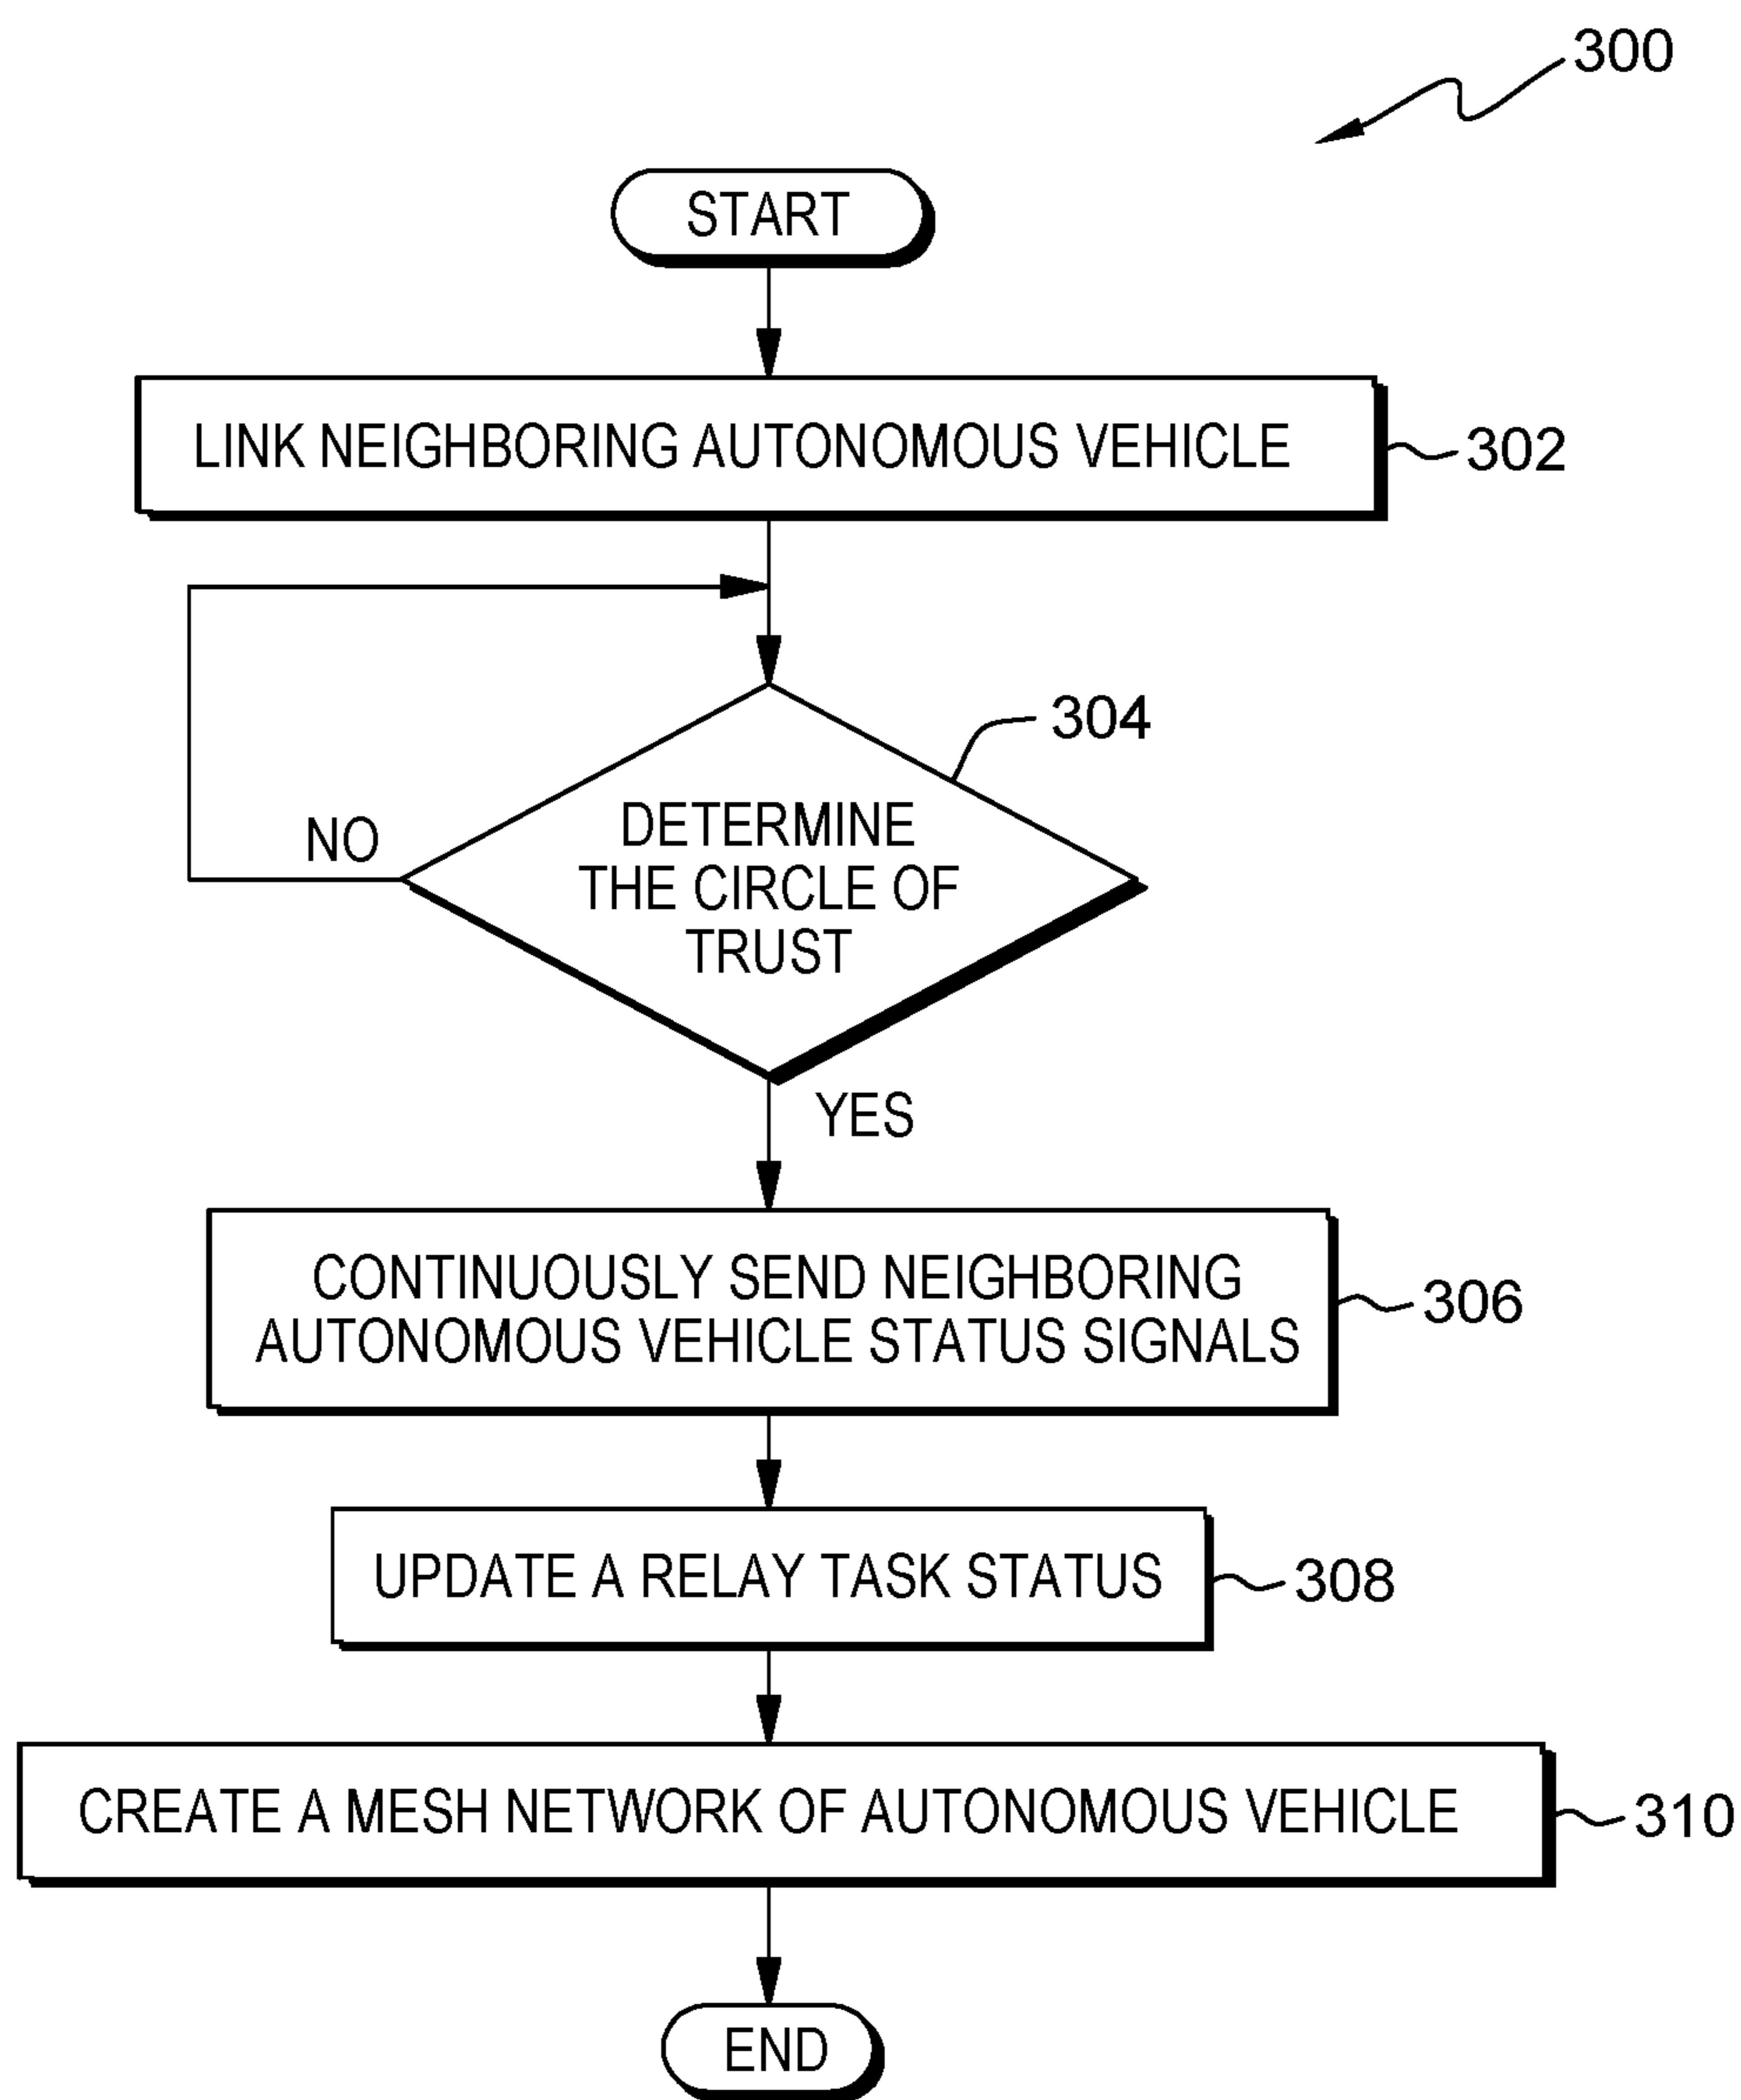 300
START
LINK NEIGHBORING AUTONOMOUS VEHICLE
302
304
DETERMINE
THE CIRCLE OF
TRUST
NO
YES
CONTINUOUSLY SEND NEIGHBORING
AUTONOMOUS VEHICLE STATUS SIGNALS
306
UPDATE A RELAY TASK STATUS
308
CREATE A MESH NETWORK OF AUTONOMOUS VEHICLE
310
END